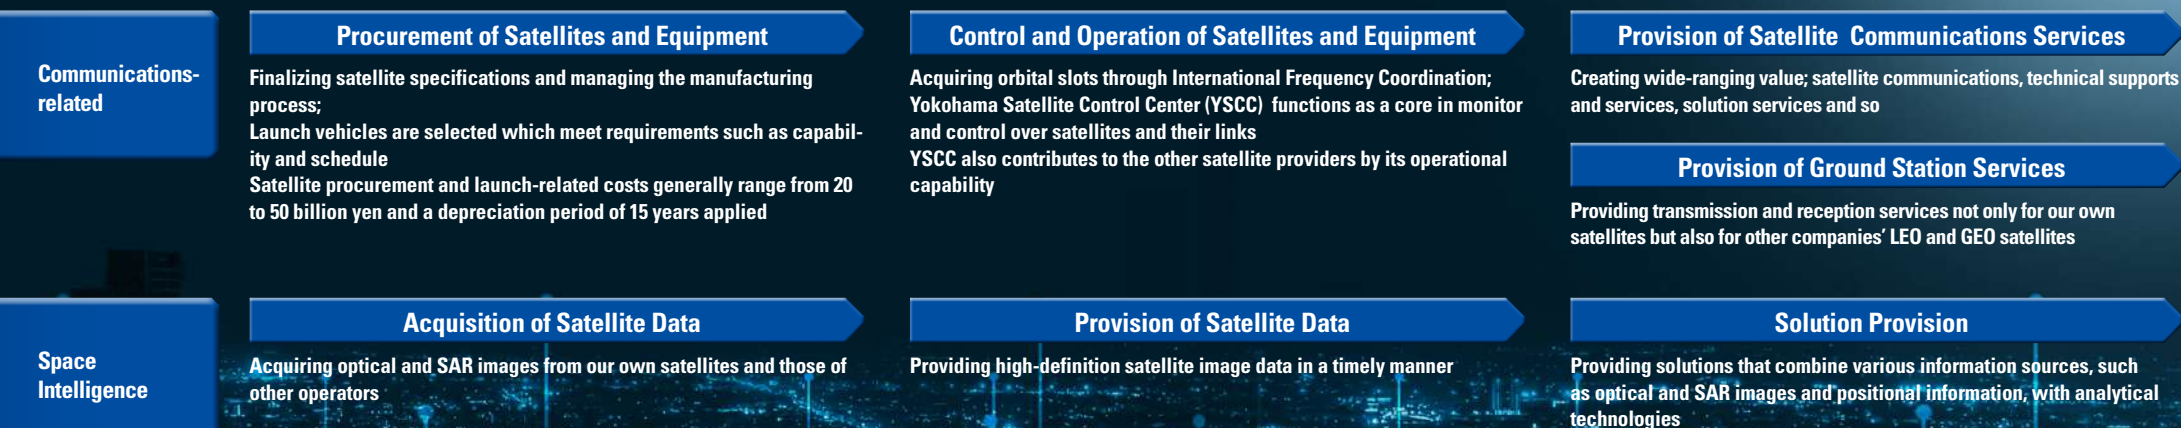 Communications-
related
Procurement of Satellites and Equipment
Finalizing satellite specifications and managing the manufacturing
process;
Launch vehicles are selected which meet requirements such as capabil-
ity and schedule
Satellite procurement and launch-related costs generally range from 20
to 50 billion yen and a depreciation period of 15 years applied
Control and Operation of Satellites and Equipment
Acquiring orbital slots through International Frequency Coordination;
Yokohama Satellite Control Center (YSCC) functions as a core in monitor
and control over satellites and their links
YSCC also contributes to the other satellite providers by its operational
capability
Provision of Satellite Communications Services
Creating wide-ranging value; satellite communications, technical supports
and services, solution services and so
Provision of Ground Station Services
Providing transmission and reception services not only for our own
satellites but also for other companies' LEO and GEO satellites
Space
Intelligence
Acquisition of Satellite Data
Acquiring optical and SAR images from our own satellites and those of
other operators
Provision of Satellite Data
Providing high-definition satellite image data in a timely manner
Solution Provision
Providing solutions that combine various information sources, such
as optical and SAR images and positional information, with analytical
technologies